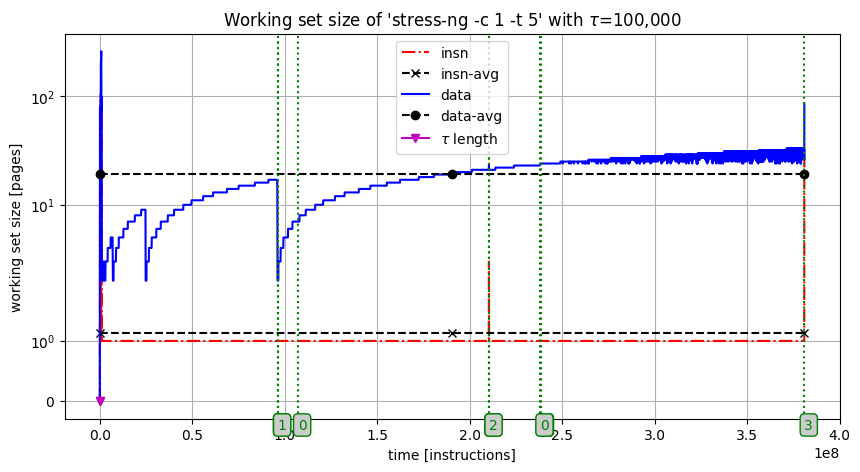 Working set size of 'stress-ng -c 1 -t 5' with τ=100,000
working set size [pages]
10²
10¹
10⁰
0
insn
insn-avg
data
data-avg
τ length
1 0 2 0 3
0.0 0.5 1.0 1.5 2.0 2.5 3.0 3.5 4.0
time [instructions]
1e8